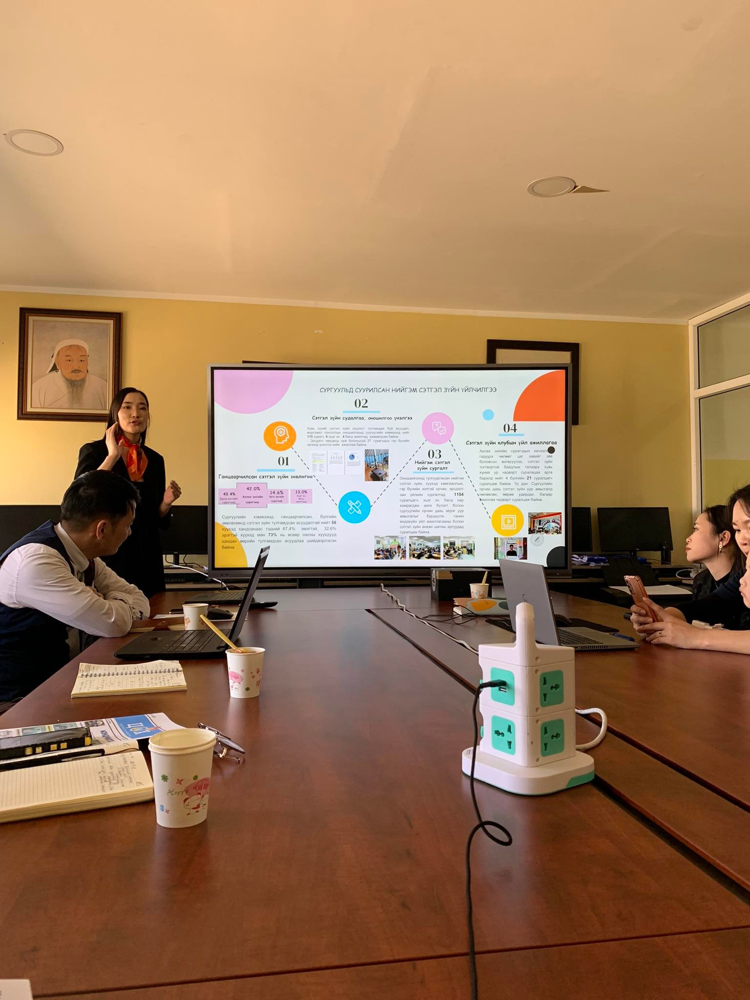 СУРГУУЛЬД СУУРИЛСАН НИЙГЭМ СЭТГЭЛ ЗҮЙН ҮЙЛЧИЛГЭЭ
01
Ганцаарчилсан сэтгэл зүйн зөвлөгөө
43.4%
Дунд ангийн
сурагчид
42.0%
Ахлах ангийн
сурагчид
14.6%
Бага ангийн
сурагчид
13,0%
Эцэг эх,
багш
Сургуулийн хэмжээнд ганцаарчилсан, бүлгийн
зөвлөгөөнд сэтгэл зүйн тулгамдсан асуудалтай нийт 58
хүүхэд хандсанаас тэдний 67,4% эмэгтэй, 32,6%
эрэгтэй хүүхэд мөн 73% нь өсвөр насны хүүхдүүд
хандан өөрийн тулгамдсан асуудлаа шийдвэрлэсэн
байна.
02
Сэтгэл зүйн судалгаа, оношилгоо үнэлгээ
Хувь хүний сэтгэл зүйн онцлогт тулгамдаж буй асуудал,
мэргэжил сонголтын оношилгоонд сургуулийн хэмжээнд нийт
115 сурагч, 6 эцэг эх , 4 багш ажилчид хамрагдсан байна.
- Эрсдэлт нөхцөлд орж болзошгүй 27 сурагчдын гэр бүлийн
орчинд үнэлгээ хийн ажиллаж байна.
03
Нийгэм сэтгэл
зүйн сургалт
Оношилгоонд тулгуурласан нийгэм
сэтгэл зүйн, хүүхэд хамгааллын,
гэр бүлийн ээлтэй орчин, эрсдэлт
зан үйлийн сургалтад 1154
суралцагч, эцэг эх, багш нар
хамрагдаж анги бүлэгт болон
сургуулийн орчин дахь эерэг уур
амьсгалыг бүрдүүлж, танин
мэдэхүйн үйл ажиллагааны болон
сэтгэл зүйн анхан шатны аргуудад
суралцаж байна.
04
Сэтгэл зүйн клубын үйл ажиллагаа
Ахлах ангийн сурагчдын
гадуурх чөлөөт цаг завийг зөв
боловсон өнгөрүүлэх, сэтгэл зүйн
тогтвортой байдлын талаарх хувь
хүний ур чадварт суралцах арга
барилд нийт 4 бүлгийн 21 суралцагч
суралцаж байна. Үр дүн: Сургуулийн
орчин дахь сэтгэл зүйн уур амьсгалд
нөлөөлөх, өөрөө удирдах, багаар
ажиллах чадварт суралцаж байна.
Happy